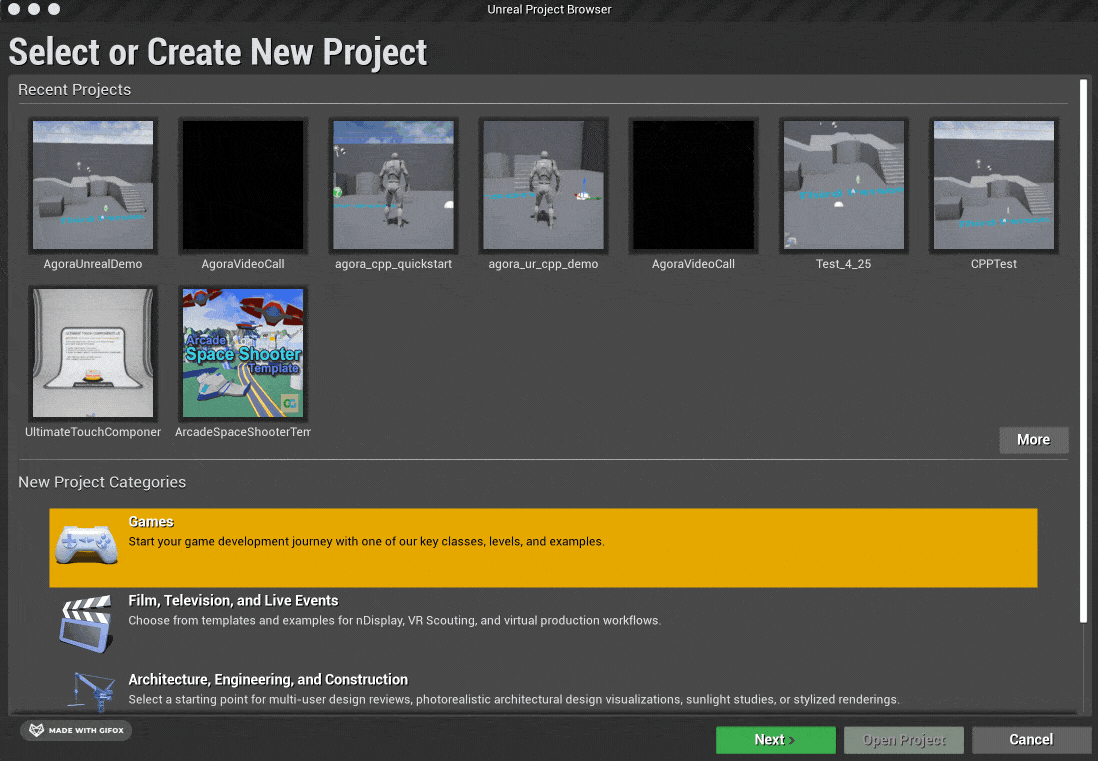 Unreal Project Browser
Select or Create New Project
Recent Projects
AgoraUnrealDemo
AgoraVideoCall
agora_cpp_quickstart
agora_ur_cpp_demo
AgoraVideoCall
Test_4_25
CPPTest
Arcade
Space Shooter
Template
UltimateTouchComponer
ArcadeSpaceShooterTem
More
New Project Categories
Games
Start your game development journey with one of our key classes, levels, and examples.
Film, Television, and Live Events
Choose from templates and examples for nDisplay, VR Scouting, and virtual production workflows.
Architecture, Engineering, and Construction
Select a starting point for multi-user design reviews, photorealistic architectural design visualizations, sunlight studies, or stylized renderings.
MADE WITH GIFOX
Next >
Open Project
Cancel